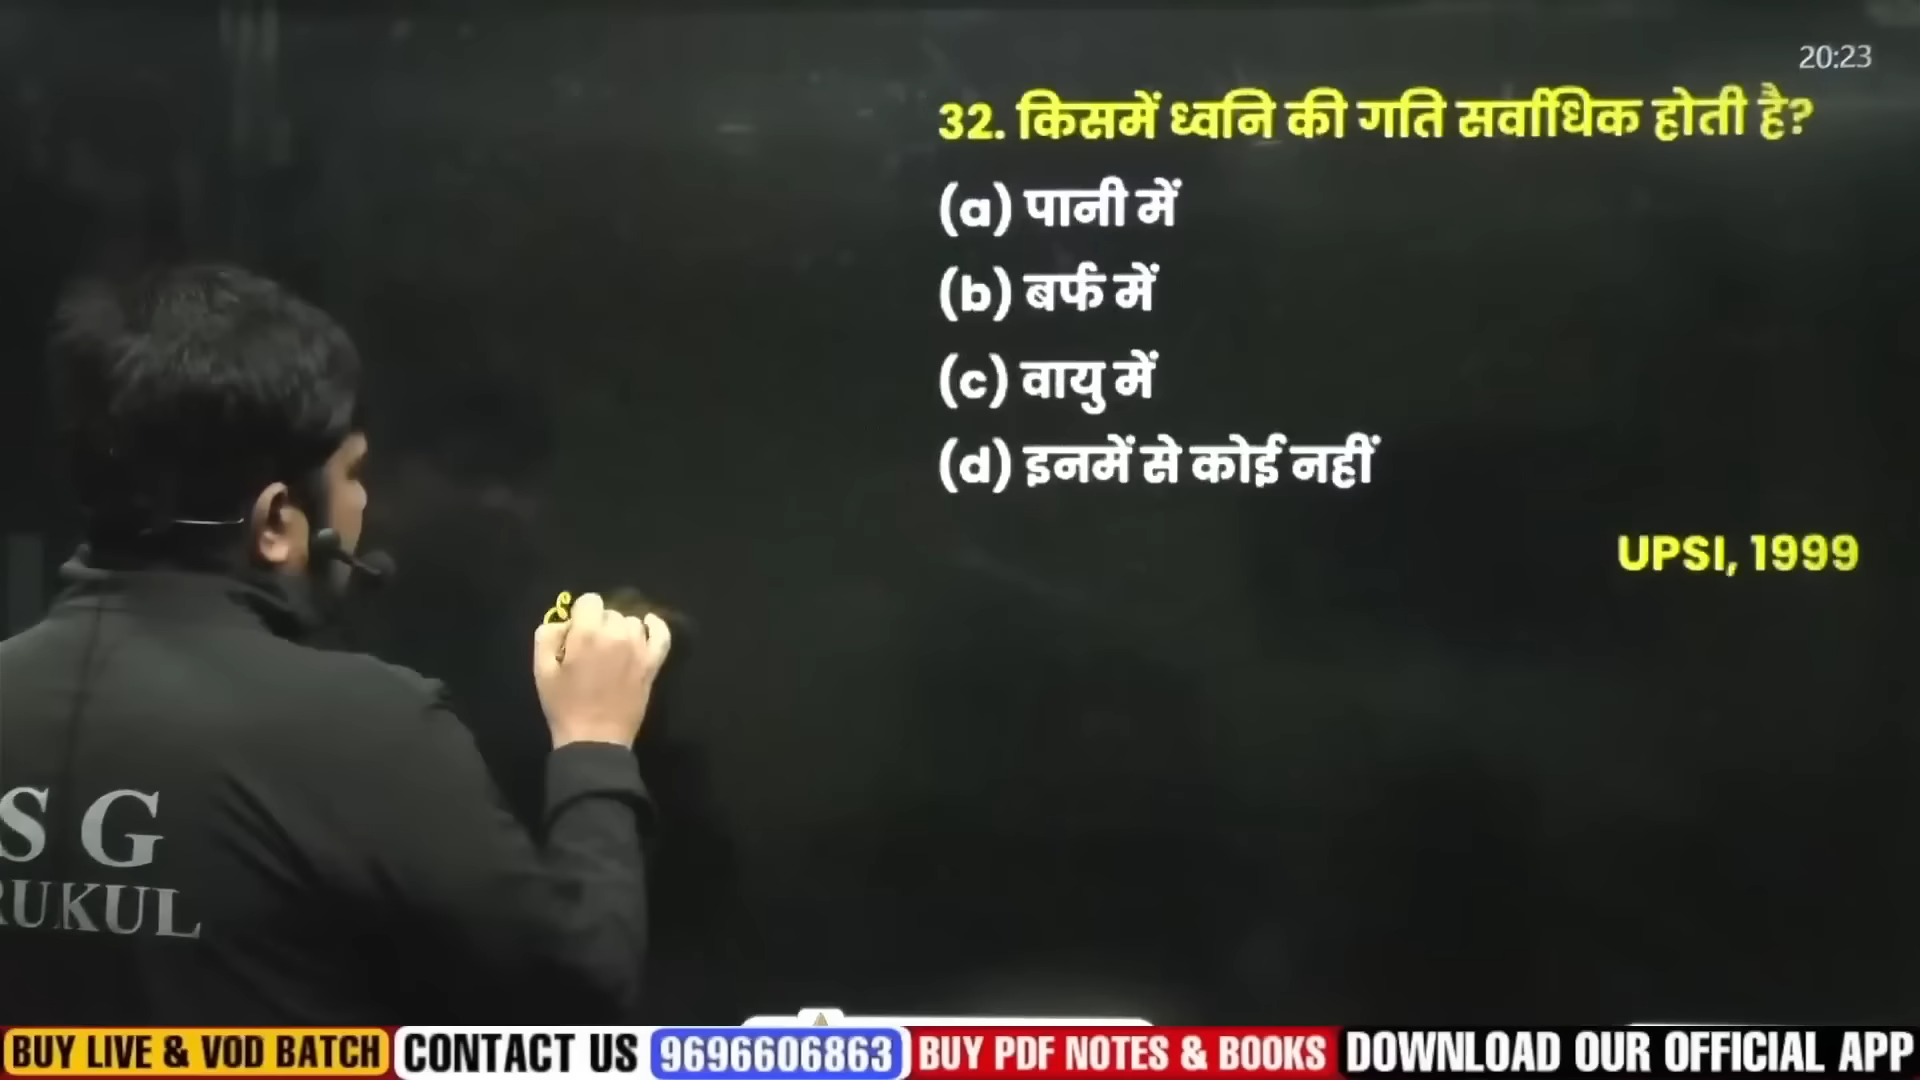 20:23
32. किसमें ध्वनि की गति सर्वाधिक होती है?
(a) पानी में
(b) बर्फ में
(c) वायु में
(d) इनमें से कोई नहीं
UPSI, 1999
S G
RUKUL
BUY LIVE & VOD BATCH CONTACT US 9696606863 BUY PDF NOTES & BOOKS DOWNLOAD OUR OFFICIAL APP